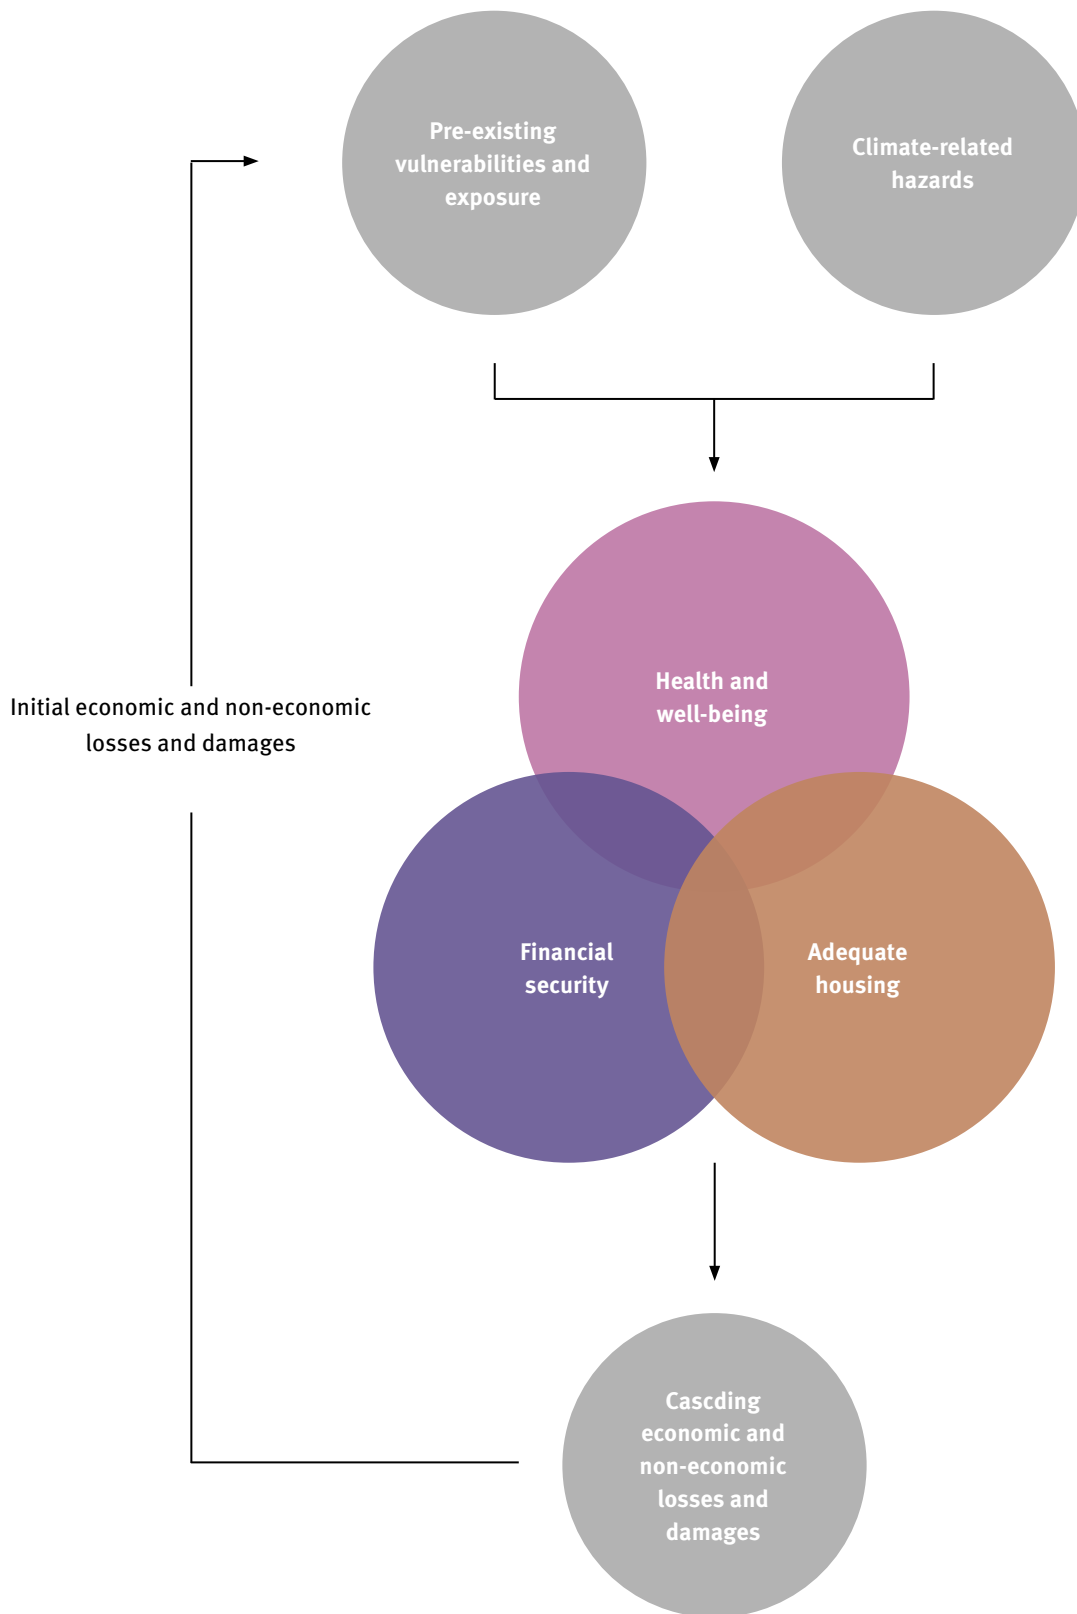 Pre-existing
vulnerabilities and
exposure
Climate-related
hazards
Health and
well-being
Initial economic and non-economic
losses and damages
Financial
security
Adequate
housing
Cascding
economic and
non-economic
losses and
damages